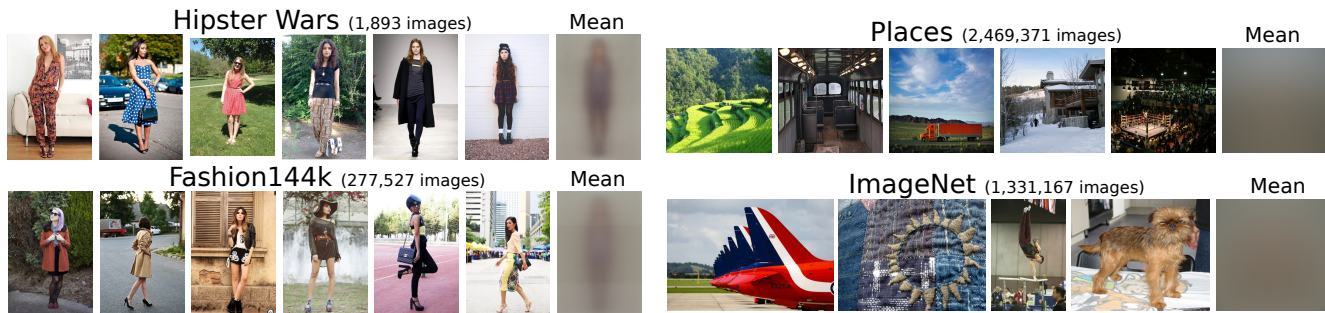 Hipster Wars (1,893 images)
Mean
Places (2,469,371 images)
Mean
Fashion144k (277,527 images)
Mean
ImageNet (1,331,167 images)
Mean